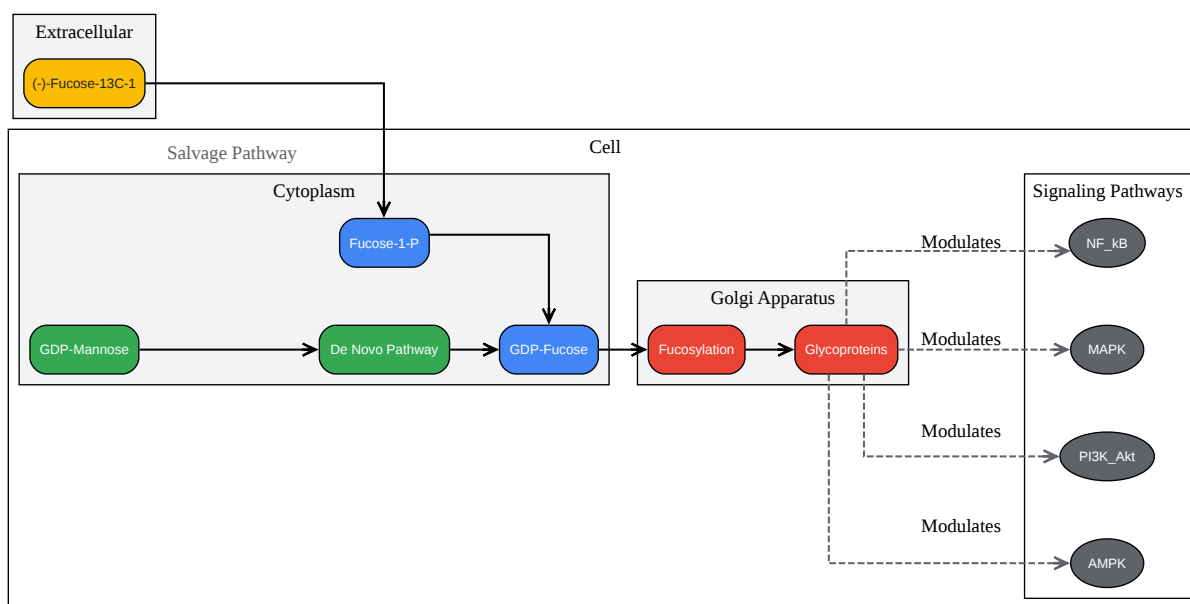 Extracellular
(-)-Fucose-13C-1
Cell
Salvage Pathway
Cytoplasm
Signaling Pathways
Fucose-1-P
Modulates
NF_kB
Golgi Apparatus
GDP-Mannose
De Novo Pathway
GDP-Fucose
Fucosylation
Glycoproteins
Modulates
MAPK
Modulates
PI3K_Akt
Modulates
AMPK